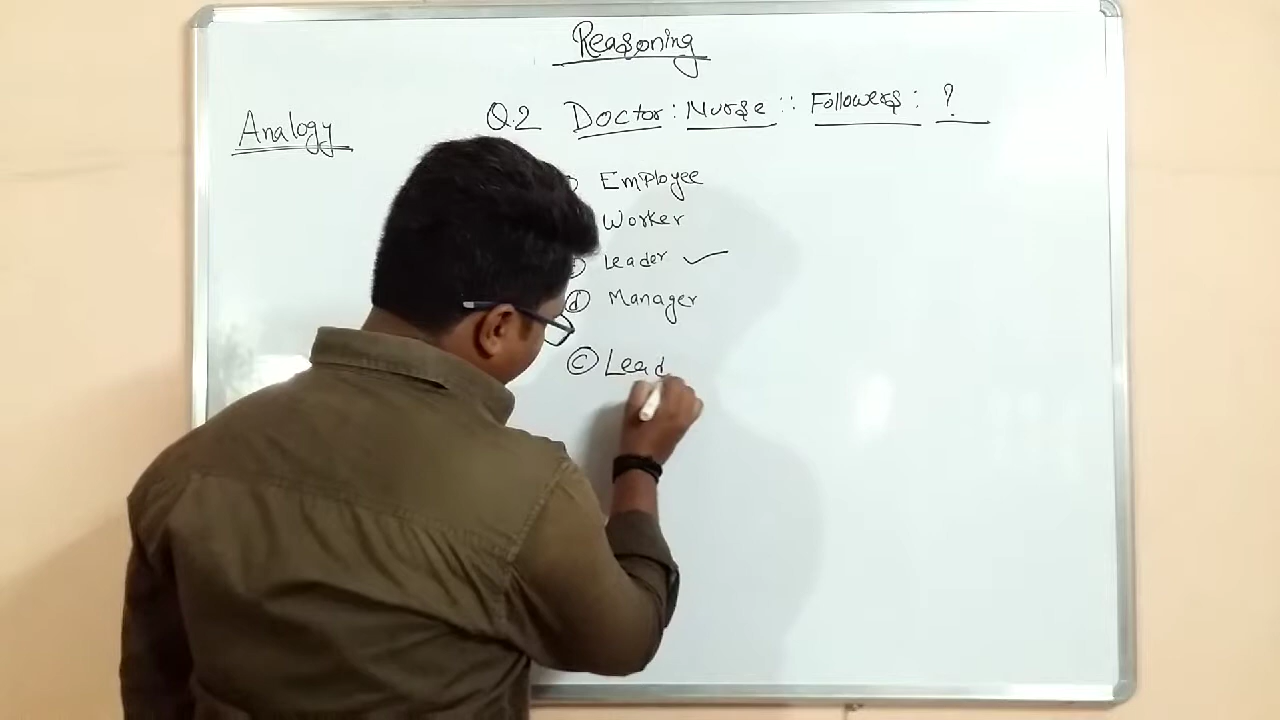 Reasoning
Analogy
Q.2 Doctor : Nurse :: Followers : ?
Employee
Worker
Leader ✓
(d) Manager
(c) Lead